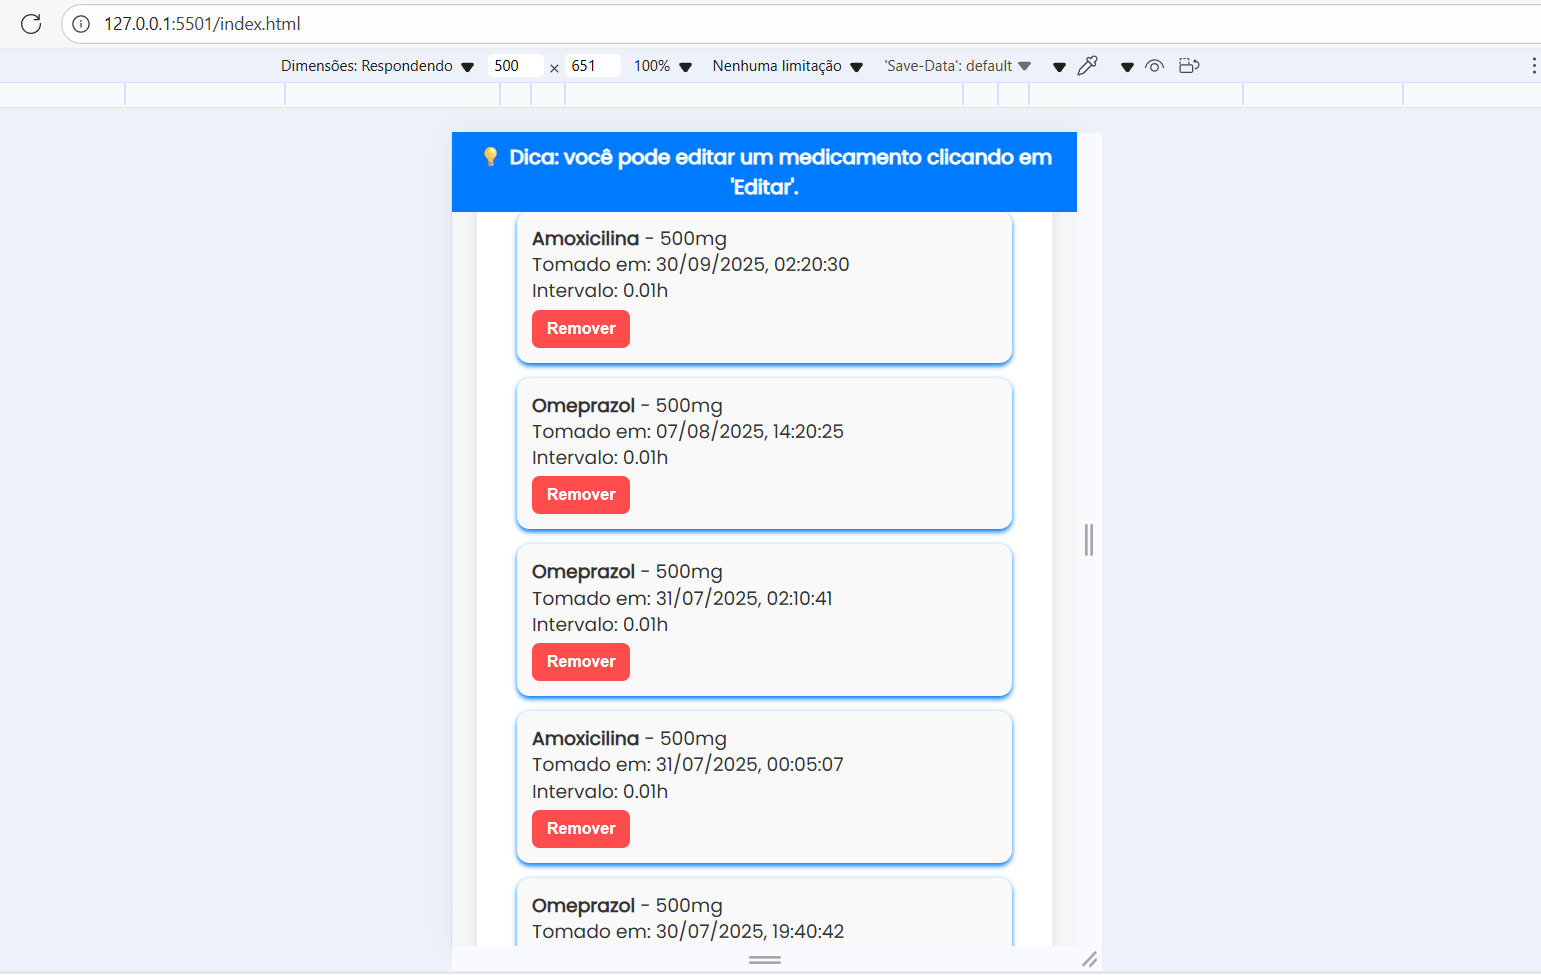 127.0.0.1:5501/index.html
Dimensões: Respondendo 500 × 651 100% Nenhuma limitação 'Save-Data': default
💡 Dica: você pode editar um medicamento clicando em
'Editar'.
Amoxicilina - 500mg
Tomado em: 30/09/2025, 02:20:30
Intervalo: 0.01h
Remover
Omeprazol - 500mg
Tomado em: 07/08/2025, 14:20:25
Intervalo: 0.01h
Remover
Omeprazol - 500mg
Tomado em: 31/07/2025, 02:10:41
Intervalo: 0.01h
Remover
Amoxicilina - 500mg
Tomado em: 31/07/2025, 00:05:07
Intervalo: 0.01h
Remover
Omeprazol - 500mg
Tomado em: 30/07/2025, 19:40:42